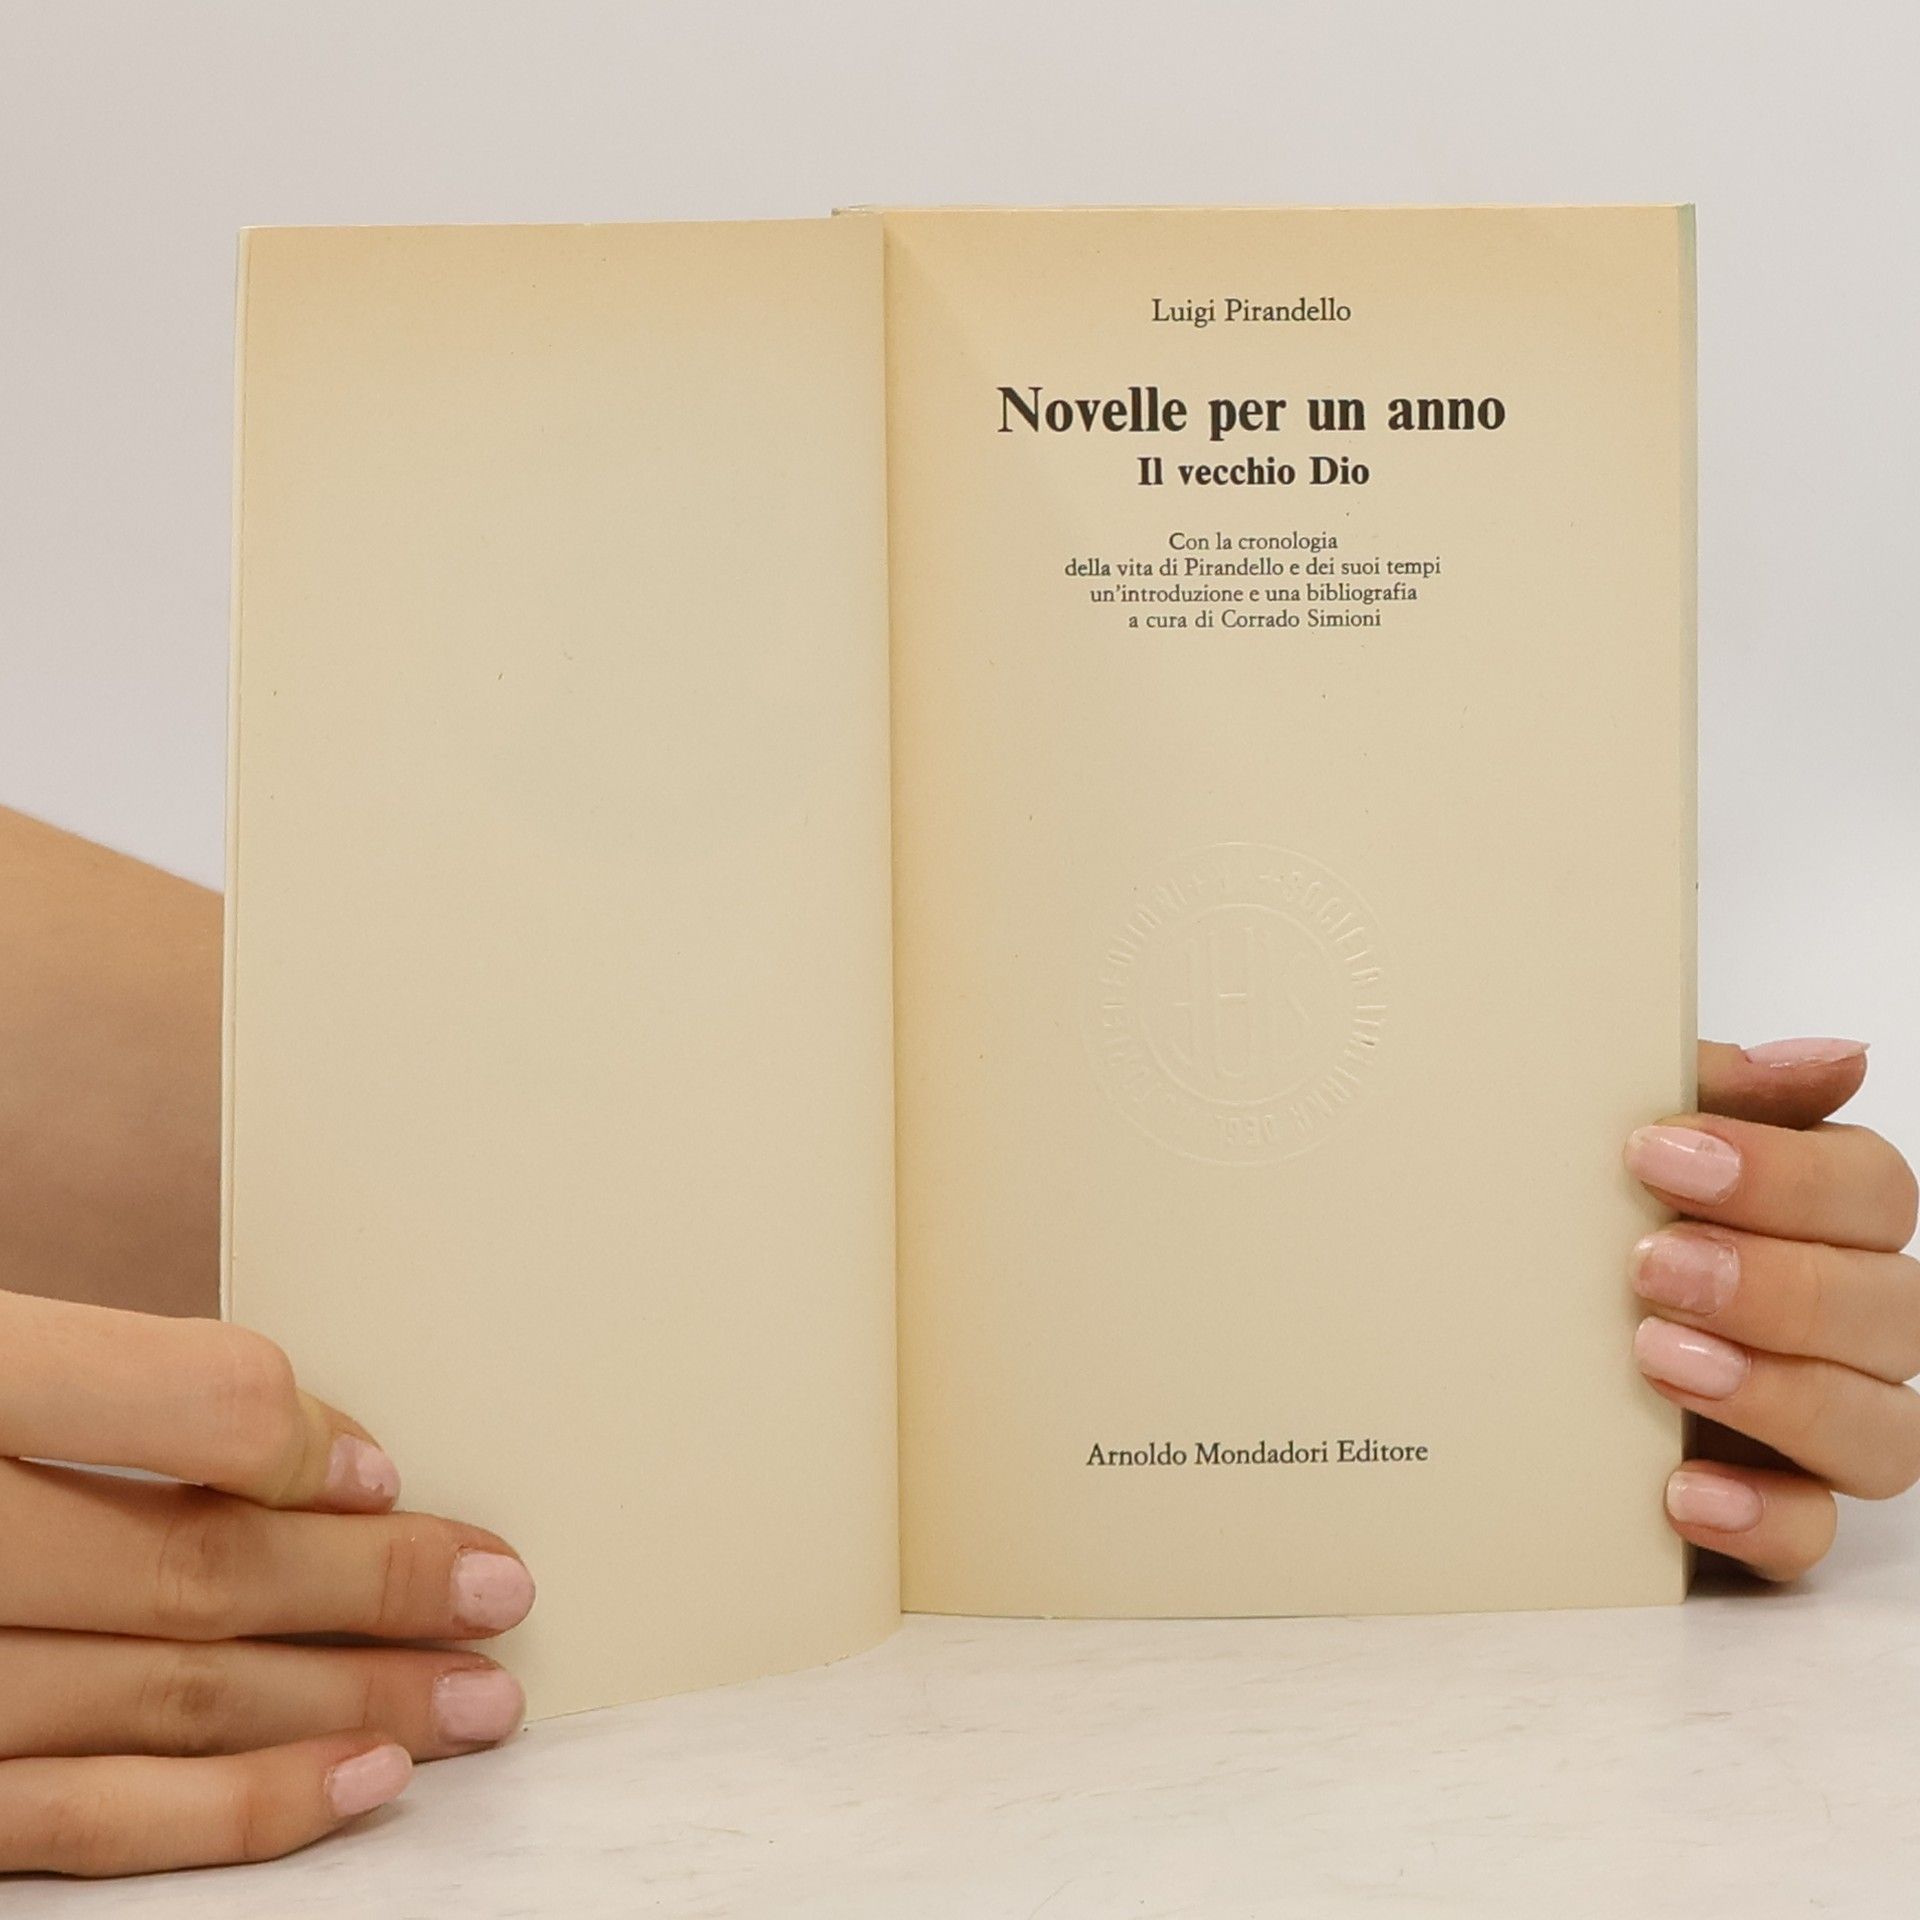 Luigi Pirandello
Novelle per un anno
Il vecchio Dio
Con la cronologia
della vita di Pirandello e dei suoi tempi
un'introduzione e una bibliografia
a cura di Corrado Simioni
Arnoldo Mondadori Editore